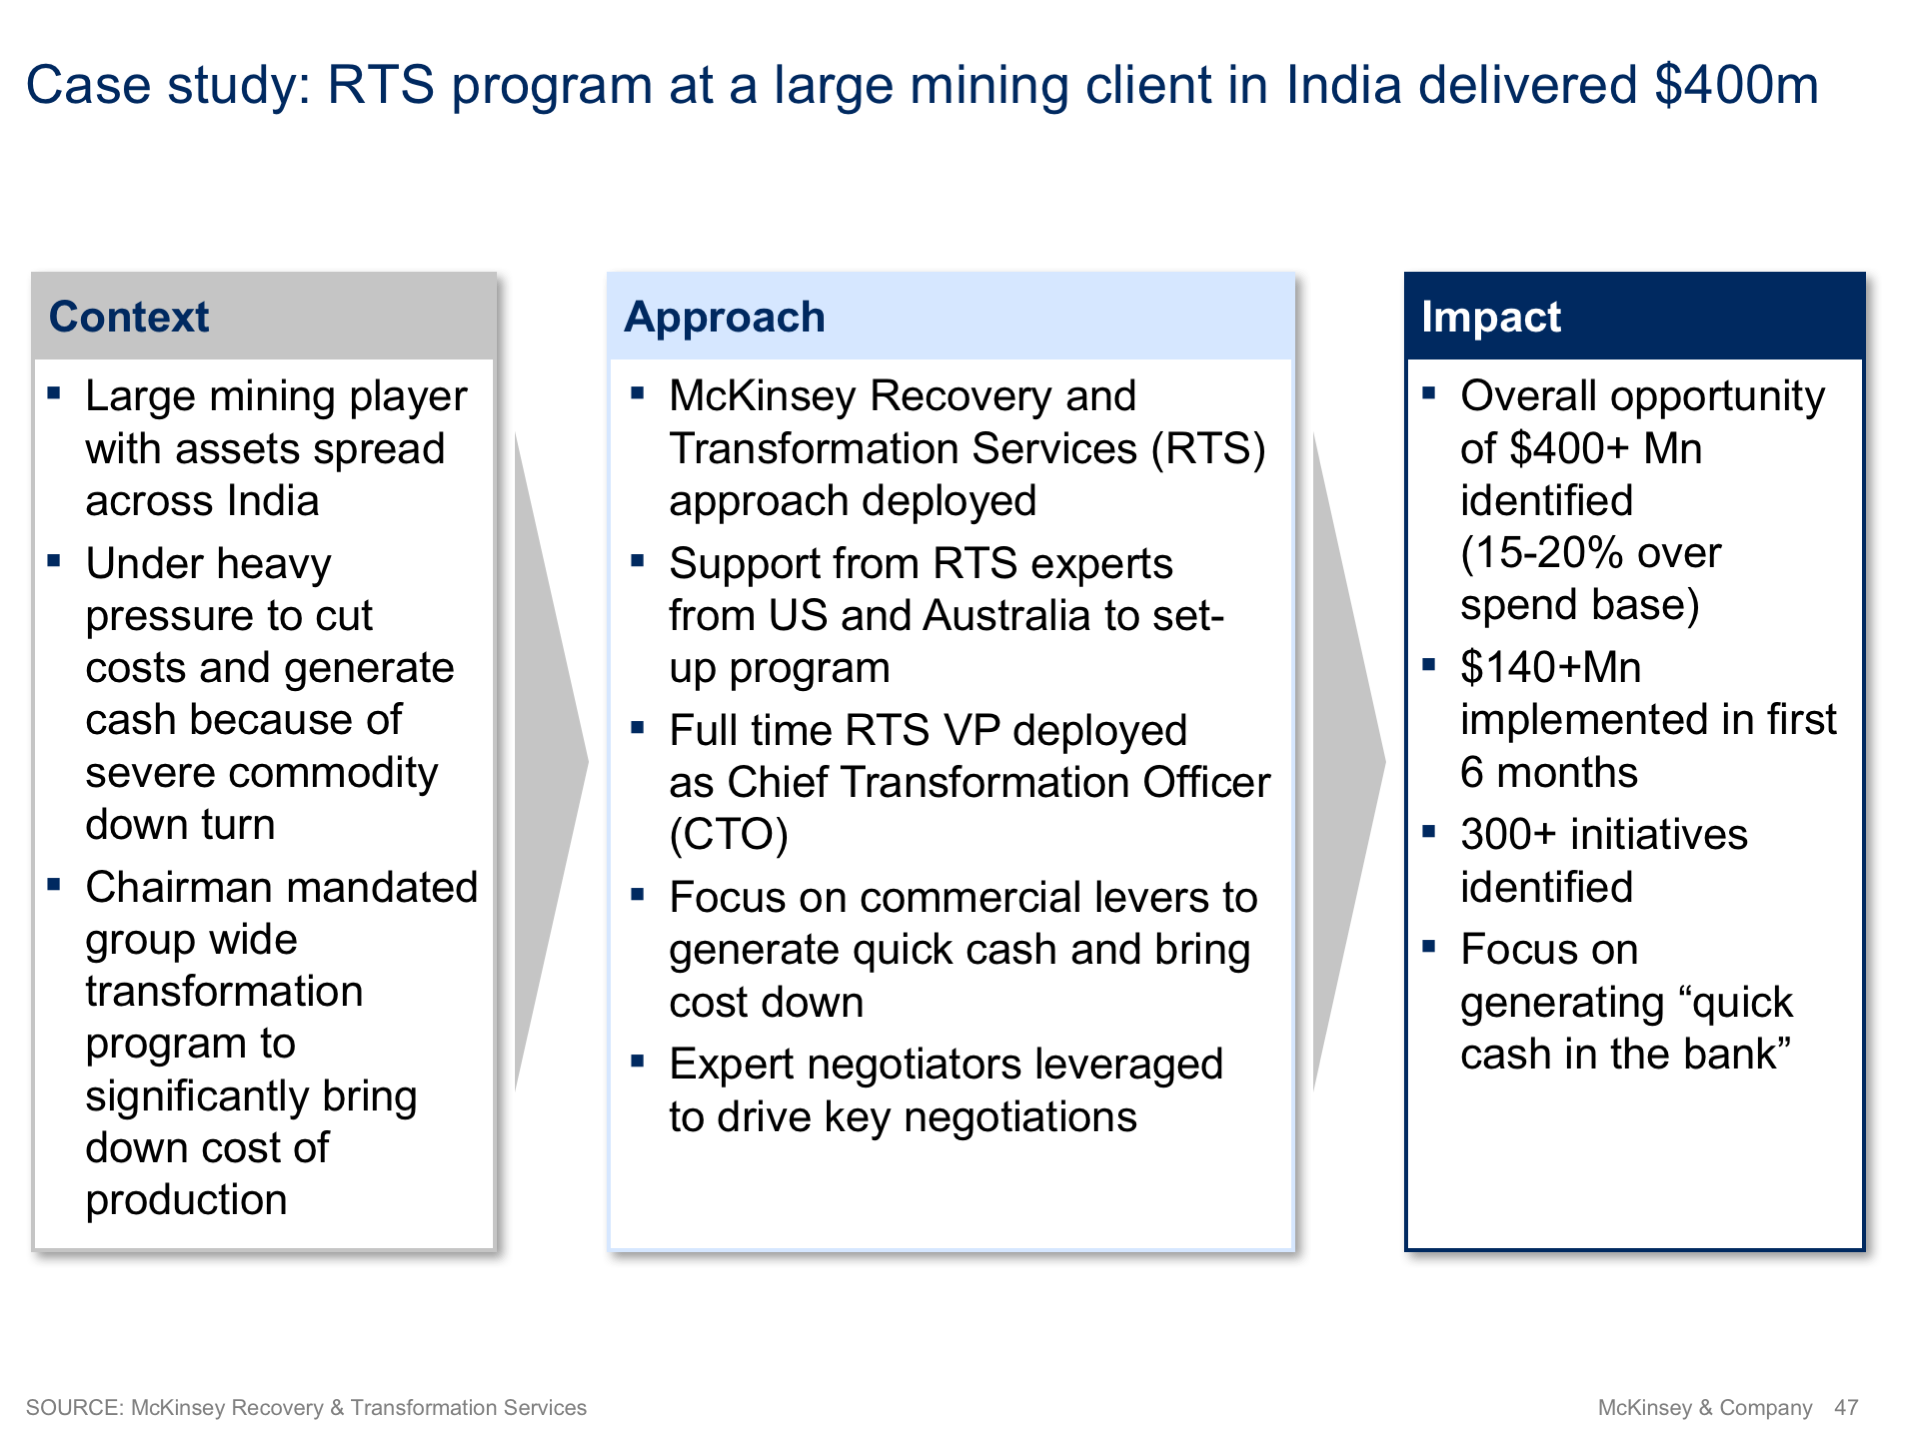 Case study: RTS program at a large mining client in India delivered $400m
Context
▪ Large mining player
with assets spread
across India
▪ Under heavy
pressure to cut
costs and generate
cash because of
severe commodity
down turn
▪ Chairman mandated
group wide
transformation
program to
significantly bring
down cost of
production
Approach
▪ McKinsey Recovery and
Transformation Services (RTS)
approach deployed
▪ Support from RTS experts
from US and Australia to set-
up program
▪ Full time RTS VP deployed
as Chief Transformation Officer
(CTO)
▪ Focus on commercial levers to
generate quick cash and bring
cost down
▪ Expert negotiators leveraged
to drive key negotiations
Impact
▪ Overall opportunity
of $400+ Mn
identified
(15-20% over
spend base)
▪ $140+Mn
implemented in first
6 months
▪ 300+ initiatives
identified
▪ Focus on
generating “quick
cash in the bank”
SOURCE: McKinsey Recovery & Transformation Services
McKinsey & Company 47